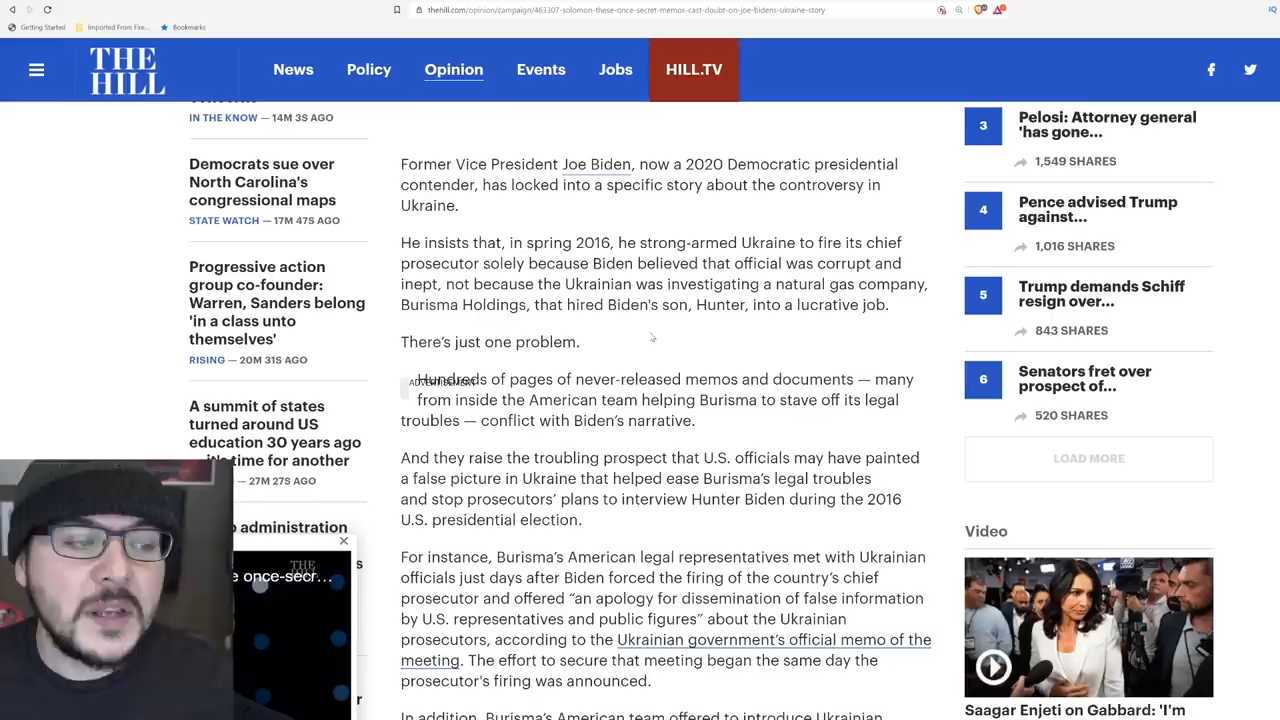 thehill.com/opinion/campaign/463307-solomon-these-once-secret-memos-cast-doubt-on-joe-bidens-ukraine-story
Getting Started
Imported From Fire...
Bookmarks
THE
HILL
News
Policy
Opinion
Events
Jobs
HILL.TV
IN THE KNOW — 14M 3S AGO
Democrats sue over
North Carolina's
congressional maps
STATE WATCH — 17M 47S AGO
Progressive action
group co-founder:
Warren, Sanders belong
'in a class unto
themselves'
RISING — 20M 31S AGO
A summit of states
turned around US
education 30 years ago
time for another
27M 27S AGO
administration
e once-secr...
THE
HILL
Former Vice President Joe Biden, now a 2020 Democratic presidential
contender, has locked into a specific story about the controversy in
Ukraine.
He insists that, in spring 2016, he strong-armed Ukraine to fire its chief
prosecutor solely because Biden believed that official was corrupt and
inept, not because the Ukrainian was investigating a natural gas company,
Burisma Holdings, that hired Biden's son, Hunter, into a lucrative job.
There's just one problem.
ADVERTISEMENT
Hundreds of pages of never-released memos and documents — many
from inside the American team helping Burisma to stave off its legal
troubles — conflict with Biden's narrative.
And they raise the troubling prospect that U.S. officials may have painted
a false picture in Ukraine that helped ease Burisma's legal troubles
and stop prosecutors' plans to interview Hunter Biden during the 2016
U.S. presidential election.
For instance, Burisma's American legal representatives met with Ukrainian
officials just days after Biden forced the firing of the country's chief
prosecutor and offered "an apology for dissemination of false information
by U.S. representatives and public figures" about the Ukrainian
prosecutors, according to the Ukrainian government's official memo of the
meeting. The effort to secure that meeting began the same day the
prosecutor's firing was announced.
In addition, Burisma's American team offered to introduce Ukrainian
3
Pelosi: Attorney general
'has gone...
1,549 SHARES
4
Pence advised Trump
against...
1,016 SHARES
5
Trump demands Schiff
resign over...
843 SHARES
6
Senators fret over
prospect of...
520 SHARES
LOAD MORE
Video
Saagar Enjeti on Gabbard: 'I'm